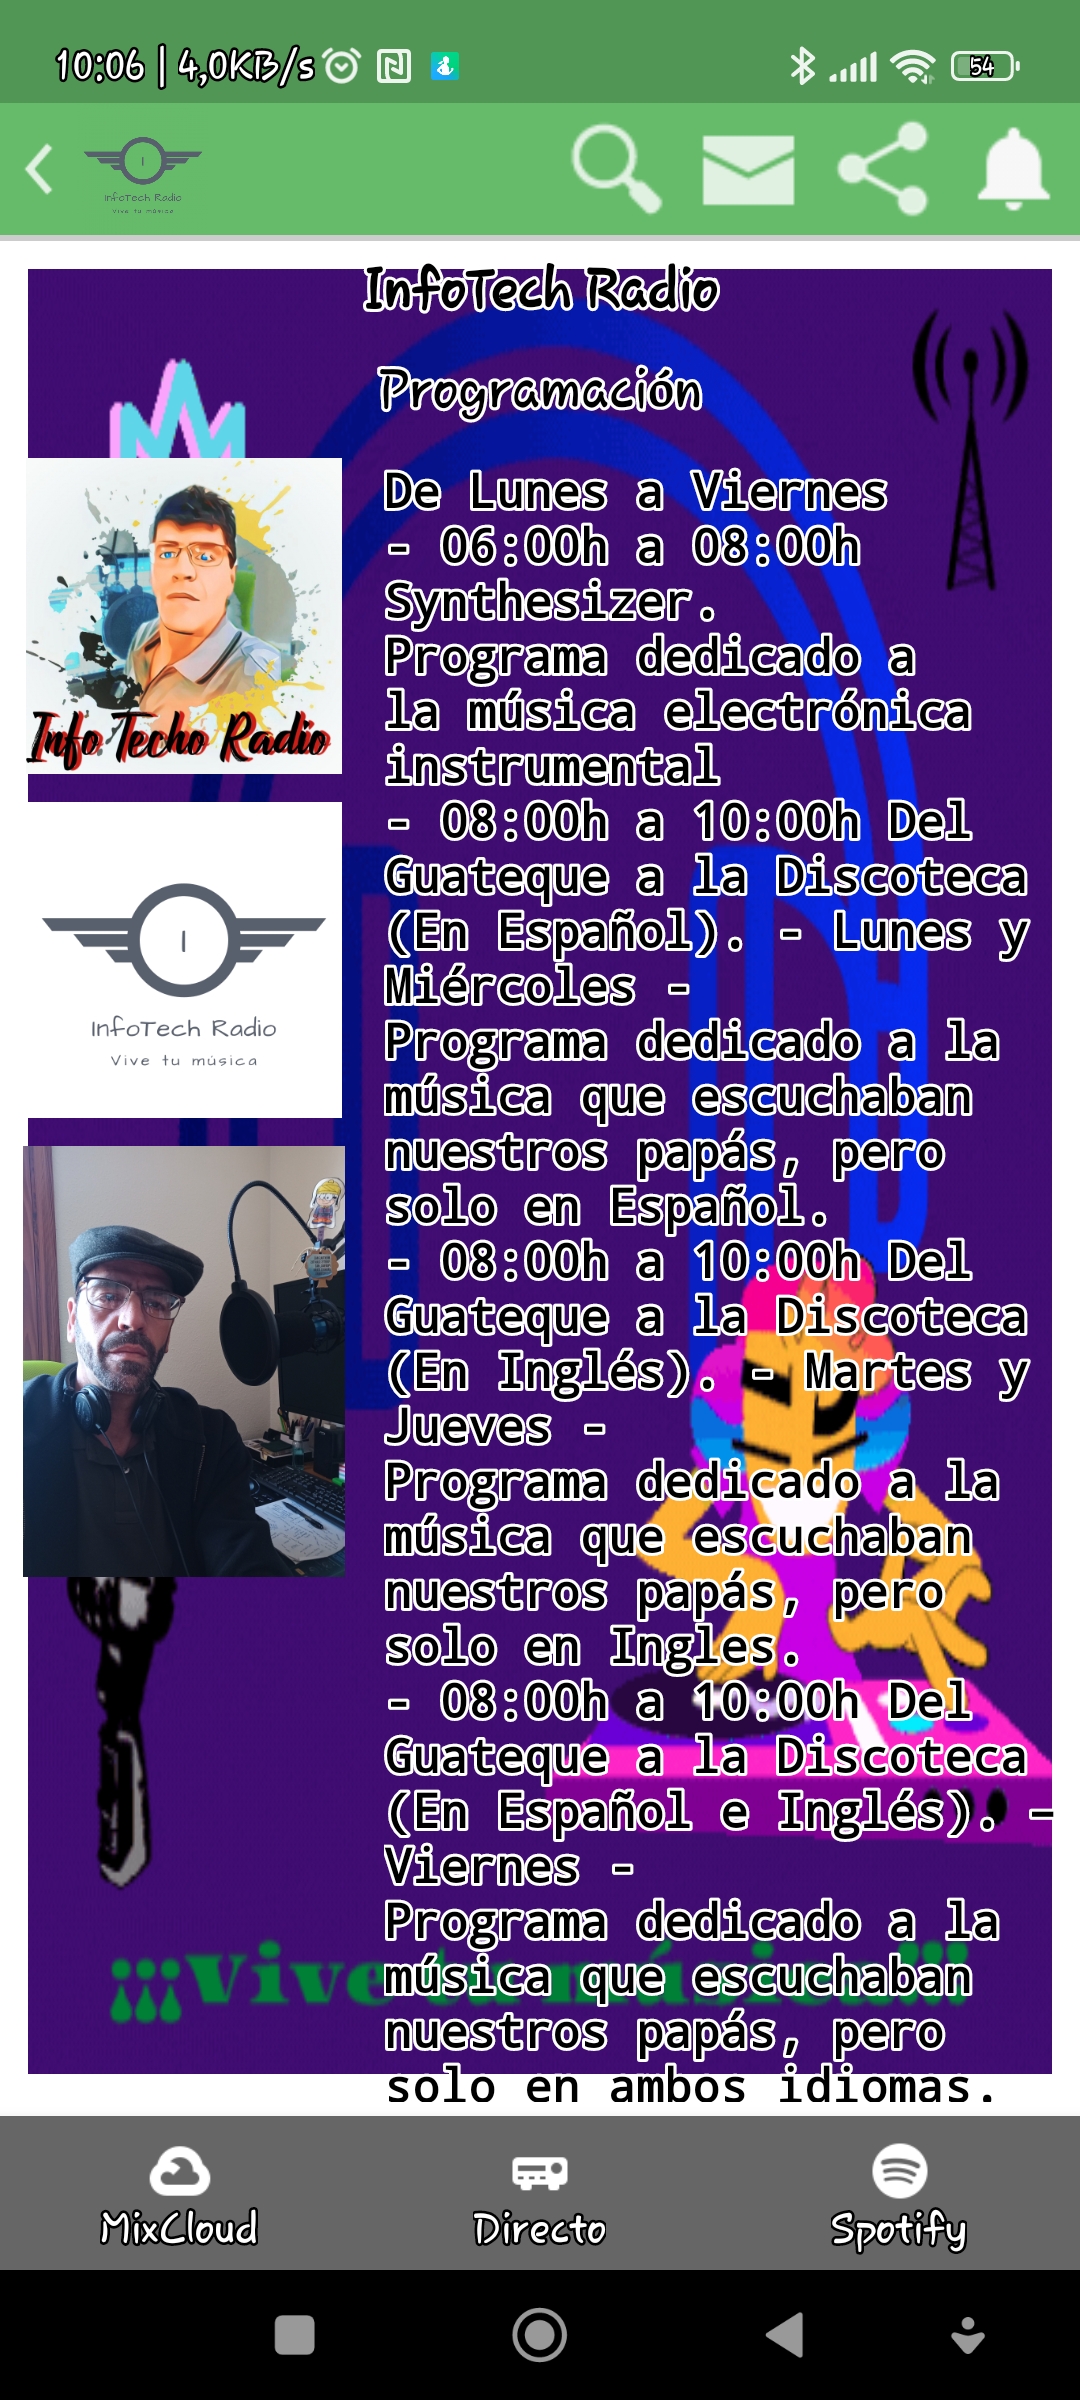 10:06 | 4,0KB/s
54
InfoTech Radio
Vive tu música
InfoTech Radio
Programación
Info Techo Radio
InfoTech Radio
Vive tu música
De Lunes a Viernes
- 06:00h a 08:00h
Synthesizer.
Programa dedicado a
la música electrónica
instrumental
- 08:00h a 10:00h Del
Guateque a la Discoteca
(En Español). - Lunes y
Miércoles -
Programa dedicado a la
música que escuchaban
nuestros papás, pero
solo en Español.
- 08:00h a 10:00h Del
Guateque a la Discoteca
(En Inglés). - Martes y
Jueves -
Programa dedicado a la
música que escuchaban
nuestros papás, pero
solo en Ingles.
- 08:00h a 10:00h Del
Guateque a la Discoteca
(En Español e Inglés). -
Viernes -
Programa dedicado a la
música que escuchaban
nuestros papás, pero
solo en ambos idiomas.
¡¡¡Vive tu música!!!
MixCloud
Directo
Spotify